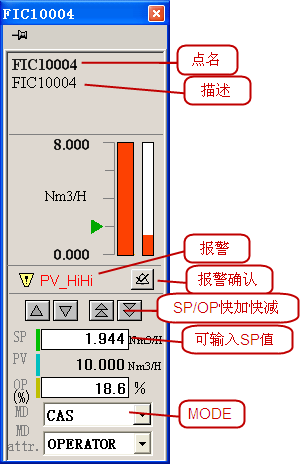 FIC10004
FIC10004
点名
FIC10004
描述
8.000
Nm3/H
0.000
报警
PV_HiHi
报警确认
SP/OP快加快减
SP 1.944 Nm3/H
可输入SP值
PV 10.000 Nm3/H
OP (%) 18.6 %
MD CAS
MODE
MD attr. OPERATOR